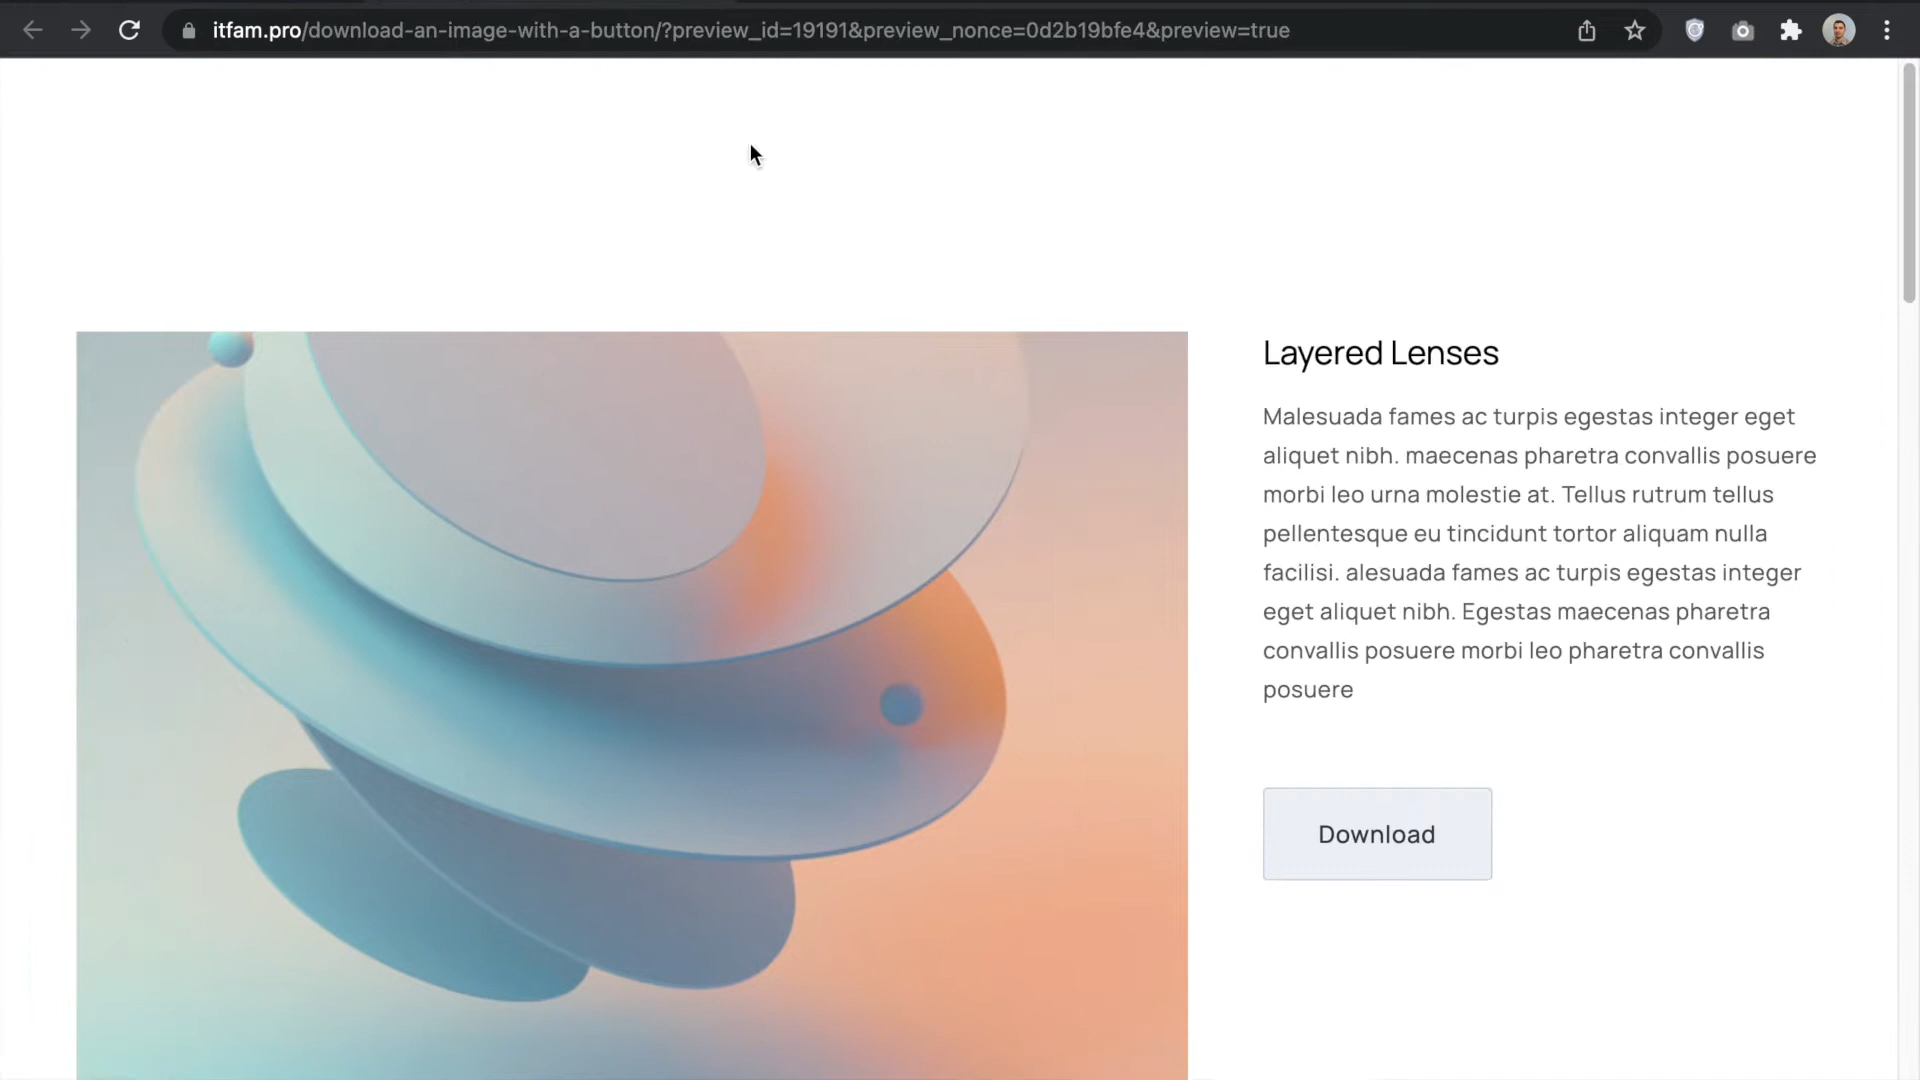 itfam.pro/download-an-image-with-a-button/?preview_id=19191&preview_nonce=0d2b19bfe4&preview=true
Layered Lenses
Malesuada fames ac turpis egestas integer eget
aliquet nibh. maecenas pharetra convallis posuere
morbi leo urna molestie at. Tellus rutrum tellus
pellentesque eu tincidunt tortor aliquam nulla
facilisi. alesuada fames ac turpis egestas integer
eget aliquet nibh. Egestas maecenas pharetra
convallis posuere morbi leo pharetra convallis
posuere
Download